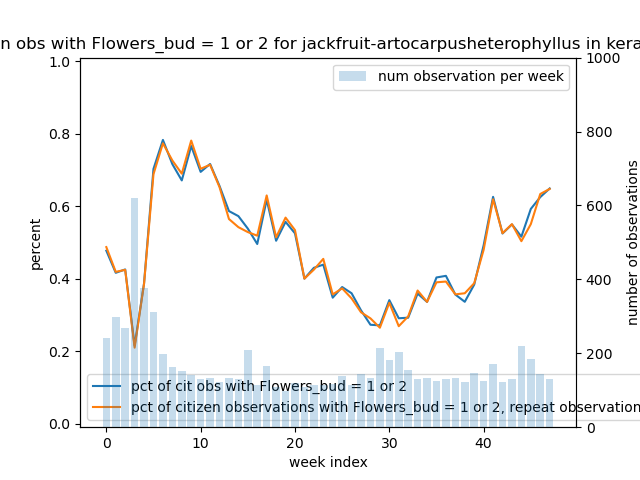 n obs with Flowers_bud = 1 or 2 for jackfruit-artocarpusheterophyllus in kera
num observation per week
percent
number of observations
1.0
0.8
0.6
0.4
0.2
0.0
1000
800
600
400
200
0
pct of cit obs with Flowers_bud = 1 or 2
pct of citizen observations with Flowers_bud = 1 or 2, repeat observation
0 10 20 30 40
week index